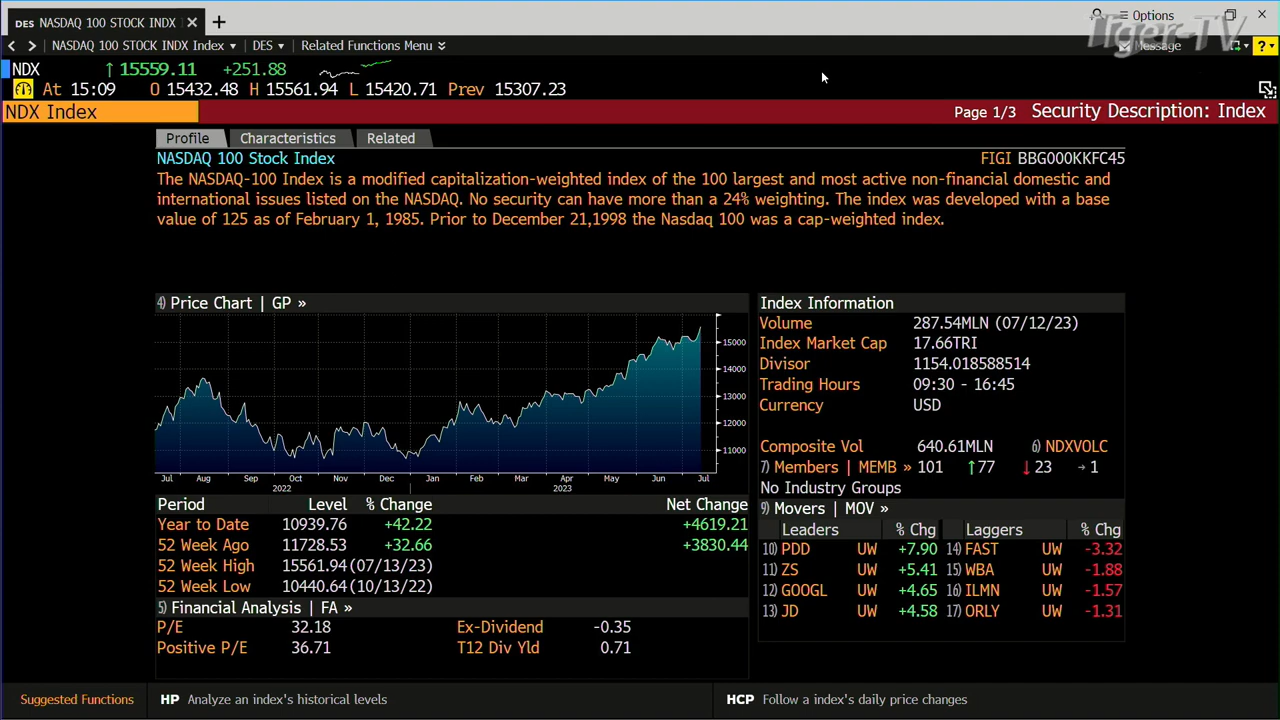 DES NASDAQ 100 STOCK INDX
NASDAQ 100 STOCK INDX Index DES Related Functions Menu
Options
Message
Tiger-TV
NDX ↑ 15559.11 +251.88
At 15:09 O 15432.48 H 15561.94 L 15420.71 Prev 15307.23
NDX Index Page 1/3 Security Description: Index
Profile Characteristics Related
NASDAQ 100 Stock Index FIGI BBG000KKFC45
The NASDAQ-100 Index is a modified capitalization-weighted index of the 100 largest and most active non-financial domestic and
international issues listed on the NASDAQ. No security can have more than a 24% weighting. The index was developed with a base
value of 125 as of February 1, 1985. Prior to December 21,1998 the Nasdaq 100 was a cap-weighted index.
4) Price Chart | GP »
15000
14000
13000
12000
11000
Jul Aug Sep Oct Nov Dec Jan Feb Mar Apr May Jun Jul
2022 2023
Period Level % Change Net Change
Year to Date 10939.76 +42.22 +4619.21
52 Week Ago 11728.53 +32.66 +3830.44
52 Week High 15561.94 (07/13/23)
52 Week Low 10440.64 (10/13/22)
5) Financial Analysis | FA »
P/E 32.18 Ex-Dividend -0.35
Positive P/E 36.71 T12 Div Yld 0.71
Index Information
Volume 287.54MLN (07/12/23)
Index Market Cap 17.66TRI
Divisor 1154.018588514
Trading Hours 09:30 - 16:45
Currency USD
Composite Vol 640.61MLN 6) NDXVOLC
7) Members | MEMB » 101 ↑77 ↓23 →1
No Industry Groups
9) Movers | MOV »
Leaders % Chg Laggers % Chg
10) PDD UW +7.90 14) FAST UW -3.32
11) ZS UW +5.41 15) WBA UW -1.88
12) GOOGL UW +4.65 16) ILMN UW -1.57
13) JD UW +4.58 17) ORLY UW -1.31
Suggested Functions HP Analyze an index's historical levels HCP Follow a index's daily price changes